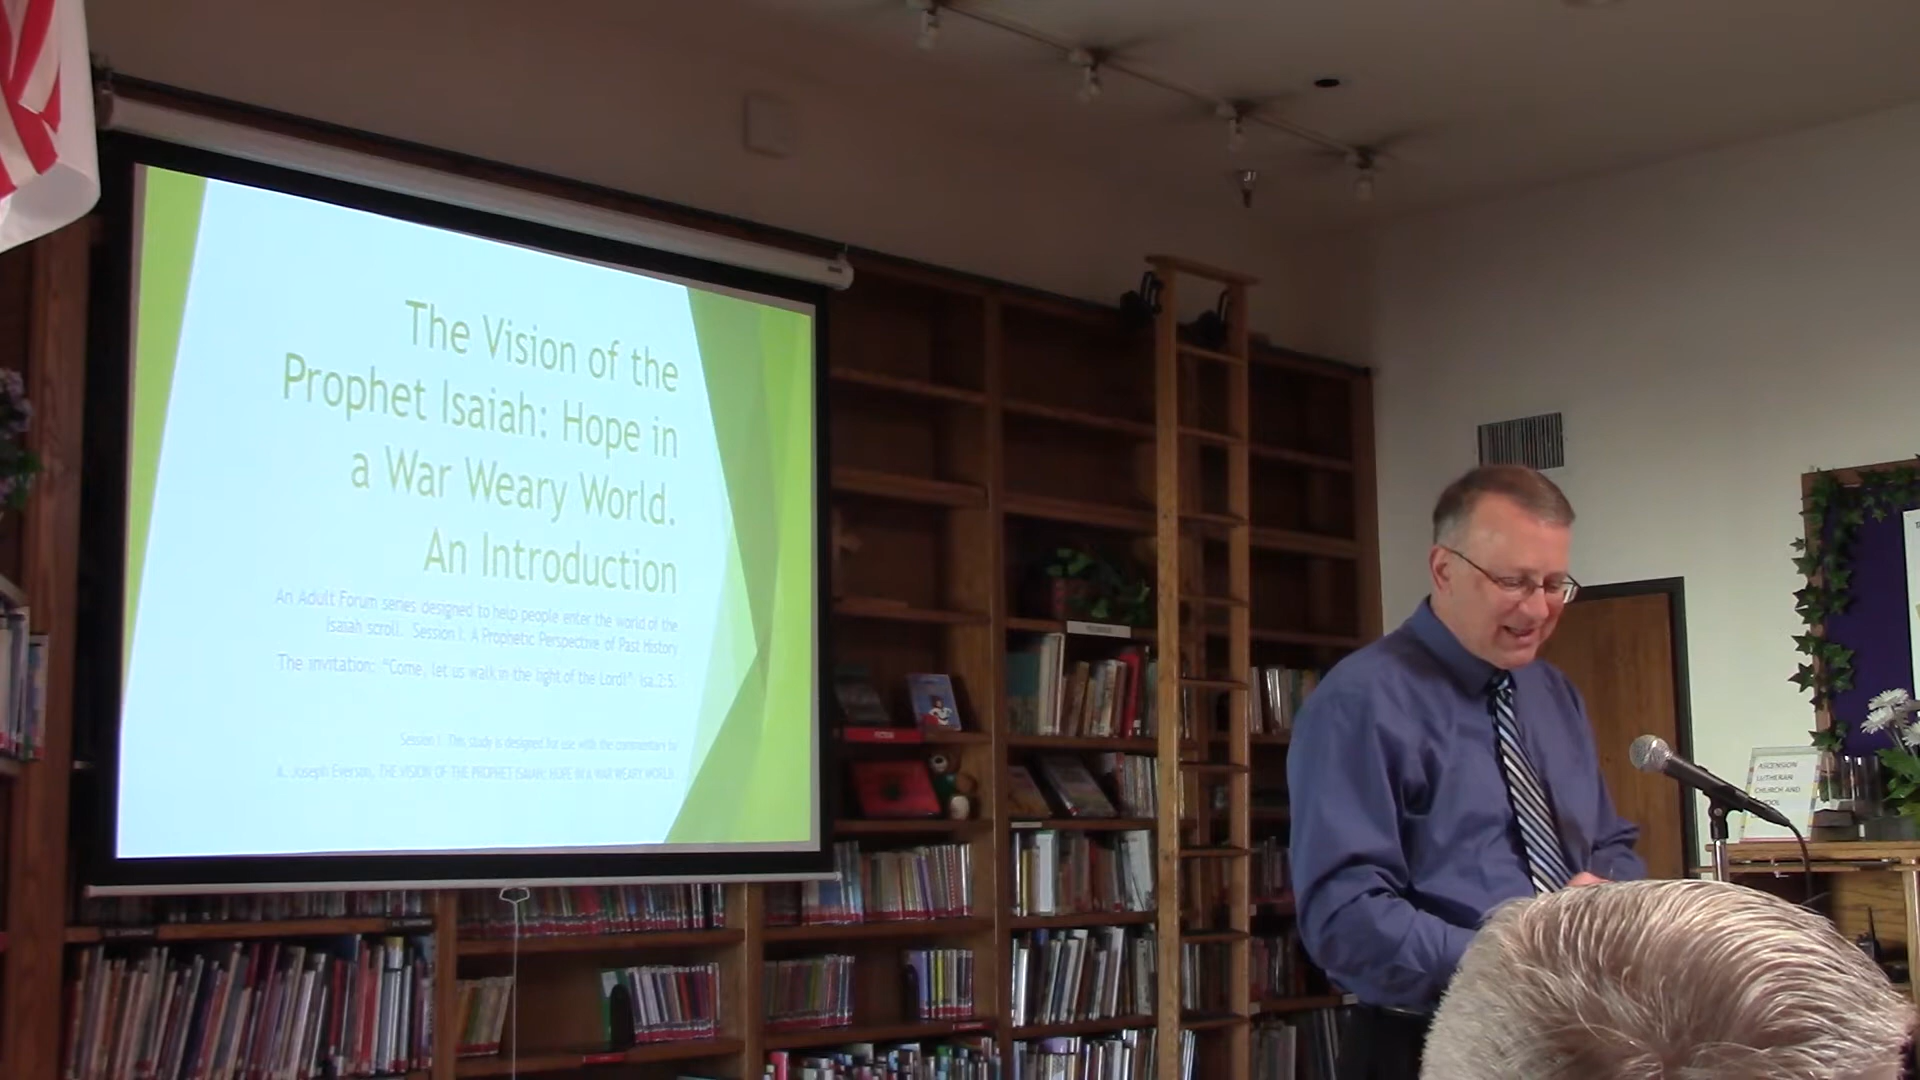 The Vision of the
Prophet Isaiah: Hope in
a War Weary World.
An Introduction
An Adult Forum series designed to help people enter the world of the
Isaiah scroll. Session I. A Prophetic Perspective of Past History
The invitation: "Come, let us walk in the light of the Lord!" Isa.2:5.
Session I. This study is designed for use with the commentary by
A. Joseph Everson, THE VISION OF THE PROPHET ISAIAH: HOPE IN A WAR WEARY WORLD.
FICTION
ASCENSION
LUTHERAN
CHURCH AND